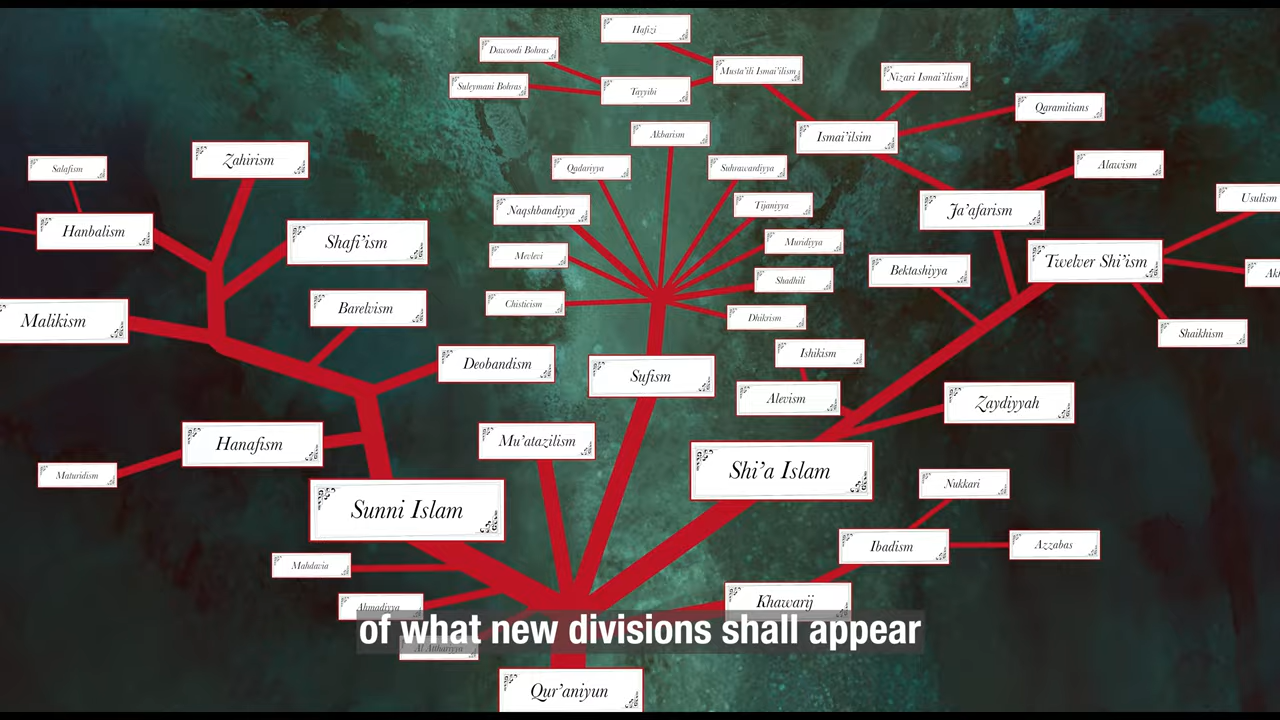 Hafizi
Dawoodi Bohras
Musta'ili Ismai'ilism
Nizari Ismai'ilism
Suleymani Bohras
Tayyibi
Qaramitians
Akbarism
Ismai'ilsim
Zahirism
Salafism
Qadariyya
Suhrawardiyya
Alawism
Usulism
Naqshbandiyya
Tijaniyya
Ja'afarism
Hanbalism
Shafi'ism
Muridiyya
Mevlevi
Twelver Shi'ism
Bektashiyya
Shadhili
Chisticism
Barelvism
Malikism
Dhikrism
Shaikhism
Ishikism
Deobandism
Sufism
Alevism
Zaydiyyah
Mu'atazilism
Hanafism
Maturidism
Shi'a Islam
Nukkari
Sunni Islam
Ibadism
Azzabas
Mahdavia
Khawarij
Ahmadiyya
of what new divisions shall appear
Qur'aniyun